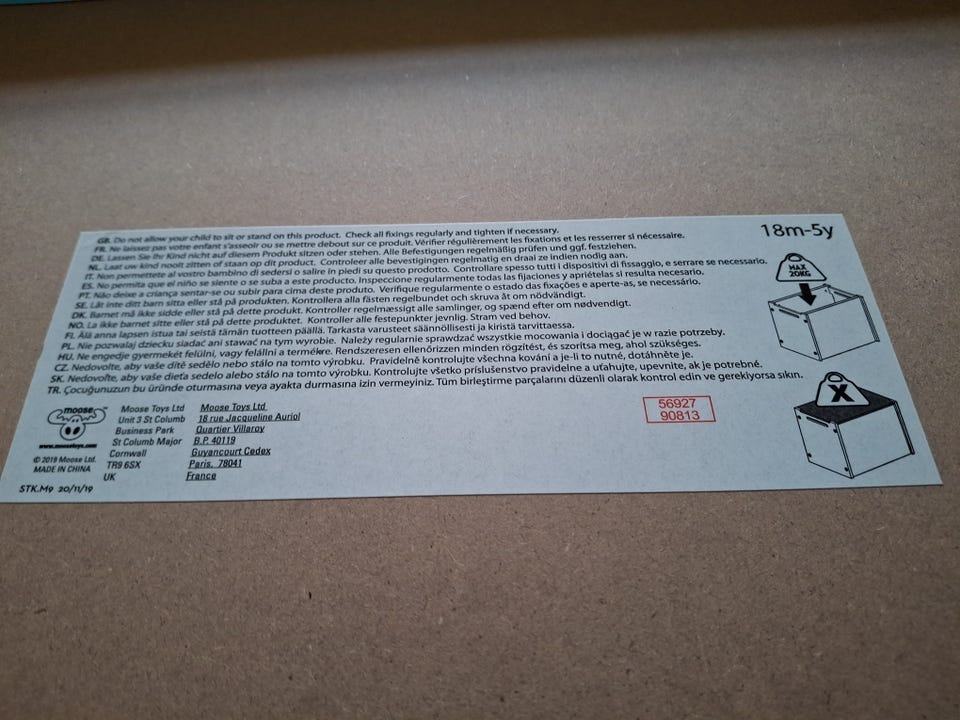 GB. Do not allow your child to sit or stand on this product. Check all fixings regularly and tighten if necessary.
FR. Ne laissez pas votre enfant s'asseoir ou se mettre debout sur ce produit. Vérifier régulièrement les fixations et les resserrer si nécessaire.
DE. Lassen Sie Ihr Kind nicht auf diesem Produkt sitzen oder stehen. Alle Befestigungen regelmäßig prüfen und ggf. festziehen.
NL. Laat uw kind nooit zitten of staan op dit product. Controleer alle bevestigingen regelmatig en draai ze indien nodig aan.
IT. Non permettete al vostro bambino di sedersi o salire in piedi su questo prodotto. Controllare spesso tutti i dispositivi di fissaggio, e serrare se necessario.
ES. No permita que el niño se siente o se suba a este producto. Inspeccione regularmente todas las fijaciones y apriételas si resulta necesario.
PT. Não deixe a criança sentar-se ou subir para cima deste produto. Verifique regularmente o estado das fixações e aperte-as, se necessário.
SE. Låt inte ditt barn sitta eller stå på produkten. Kontrollera alla fästen regelbundet och skruva åt om nödvändigt.
DK. Barnet må ikke sidde eller stå på dette produkt. Kontroller regelmæssigt alle samlinger, og spænd efter om nødvendigt.
NO. La ikke barnet sitte eller stå på dette produktet. Kontroller alle festepunkter jevnlig. Stram ved behov.
FI. Älä anna lapsen istua tai seistä tämän tuotteen päällä. Tarkasta varusteet säännöllisesti ja kiristä tarvittaessa.
PL. Nie pozwalaj dziecku siadać ani stawać na tym wyrobie. Należy regularnie sprawdzać wszystkie mocowania i dociągać je w razie potrzeby.
HU. Ne engedje gyermekét felülni, vagy felállni a termékre. Rendszeresen ellenőrizzen minden rögzítést, és szorítsa meg, ahol szükséges.
CZ. Nedovolte, aby vaše dítě sedělo nebo stálo na tomto výrobku. Pravidelně kontrolujte všechna kování a je-li to nutné, dotáhněte je.
SK. Nedovoľte, aby vaše dieťa sedelo alebo stálo na tomto výrobku. Kontrolujte všetko príslušenstvo pravidelne a uťahujte, upevnite, ak je potrebné.
TR. Çocuğunuzun bu üründe oturmasına veya ayakta durmasına izin vermeyiniz. Tüm birleştirme parçalarını düzenli olarak kontrol edin ve gerekiyorsa sıkın.
18m-5y
MAX
20KG
X
moose
www.moosetoys.com
© 2019 Moose Ltd.
MADE IN CHINA
STK.M9 20/11/19
Moose Toys Ltd
Unit 3 St Columb
Business Park
St Columb Major
Cornwall
TR9 6SX
UK
Moose Toys Ltd
18 rue Jacqueline Auriol
Quartier Villaroy
B.P. 40119
Guyancourt Cedex
Paris, 78041
France
56927
90813